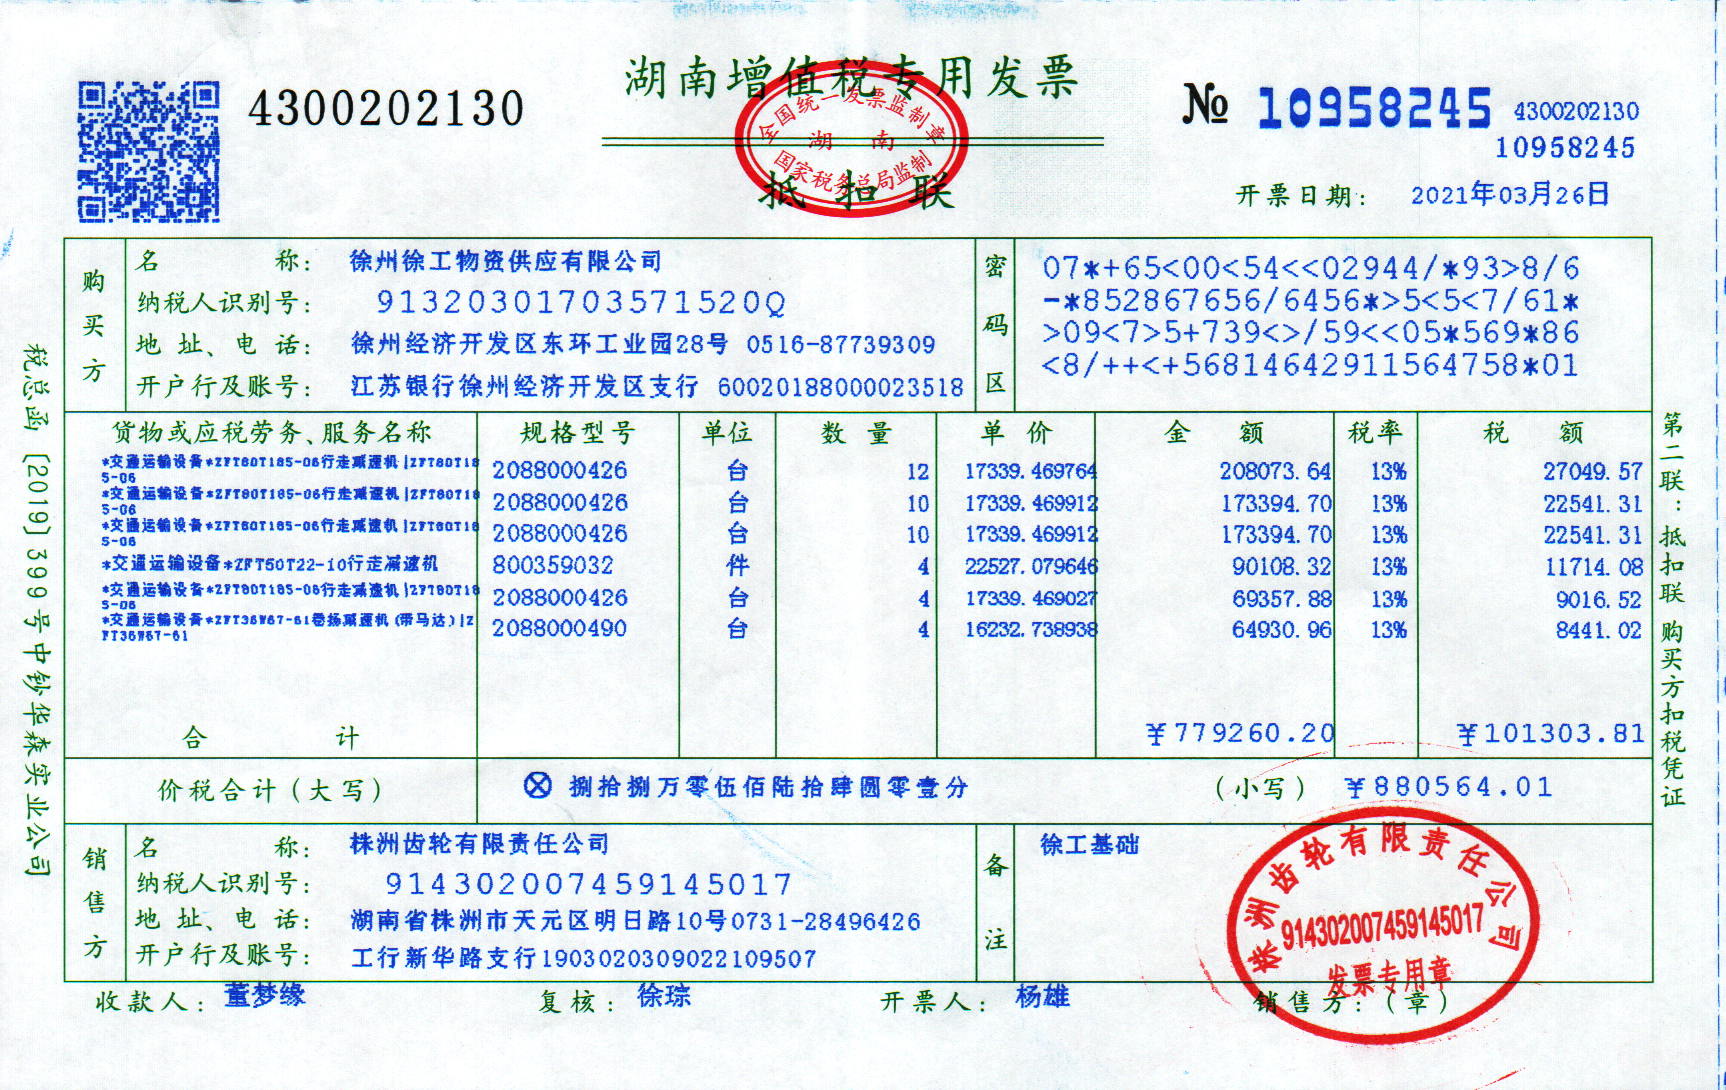 湖南增值税专用发票
4300202130
№ 10958245 4300202130
10958245
全国统一发票监制章
湖南
国家税务总局监制
抵扣联
开票日期: 2021年03月26日
购买方
名称: 徐州徐工物资供应有限公司
纳税人识别号: 91320301703571520Q
地址、电话: 徐州经济开发区东环工业园28号 0516-87739309
开户行及账号: 江苏银行徐州经济开发区支行 60020188000023518
密码区
07*+65<00<54<<02944/*93>8/6
-*852867656/6456*>5<5<7/61*
>09<7>5+739<>/59<<05*569*86
<8/++<+56814642911564758*01
货物或应税劳务、服务名称 规格型号 单位 数量 单价 金额 税率 税额
*交通运输设备*ZFT80T185-06行走减速机|ZFT80T18 2088000426 台 12 17339.469764 208073.64 13% 27049.57
5-06
*交通运输设备*ZFT80T185-06行走减速机|ZFT80T18 2088000426 台 10 17339.469912 173394.70 13% 22541.31
5-06
*交通运输设备*ZFT80T185-06行走减速机|ZFT80T18 2088000426 台 10 17339.469912 173394.70 13% 22541.31
5-06
*交通运输设备*ZFT50T22-10行走减速机 800359032 件 4 22527.079646 90108.32 13% 11714.08
*交通运输设备*ZFT80T185-06行走减速机|ZFT80T18 2088000426 台 4 17339.469027 69357.88 13% 9016.52
5-06
*交通运输设备*ZFT36W67-61卷扬减速机(带马达)|Z 2088000490 台 4 16232.738938 64930.96 13% 8441.02
FT36W67-61
合计 ¥779260.20 ¥101303.81
价税合计(大写) ⊗捌拾捌万零伍佰陆拾肆圆零壹分 (小写) ¥880564.01
销售方
名称: 株洲齿轮有限责任公司
纳税人识别号: 914302007459145017
地址、电话: 湖南省株洲市天元区明日路10号0731-28496426
开户行及账号: 工行新华路支行1903020309022109507
备注
徐工基础
株洲齿轮有限责任公司
914302007459145017
发票专用章
收款人: 董梦缘 复核: 徐琮 开票人: 杨雄 销售方:(章)
税总函〔2019〕399号中钞华森实业公司
第二联:抵扣联 购买方扣税凭证